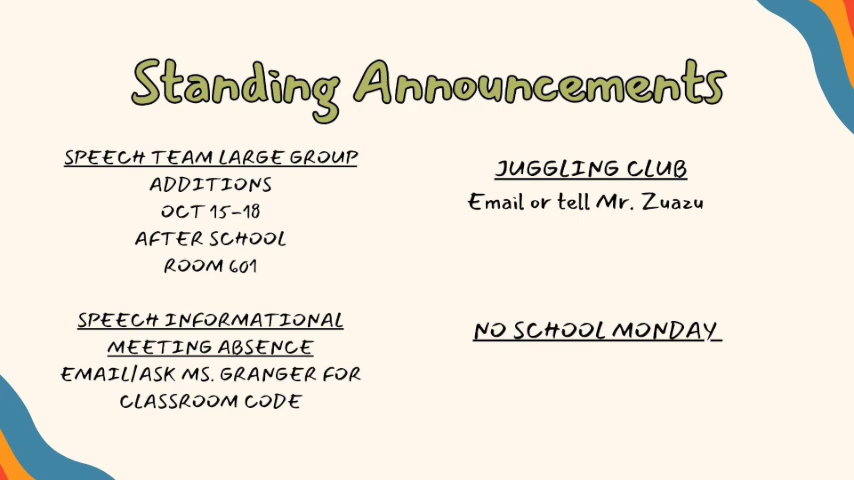 Standing Announcements
SPEECH TEAM LARGE GROUP
ADDITIONS
OCT 15-18
AFTER SCHOOL
ROOM 601
SPEECH INFORMATIONAL
MEETING ABSENCE
EMAIL/ASK MS. GRANGER FOR
CLASSROOM CODE
JUGGLING CLUB
Email or tell Mr. Zuazu
NO SCHOOL MONDAY